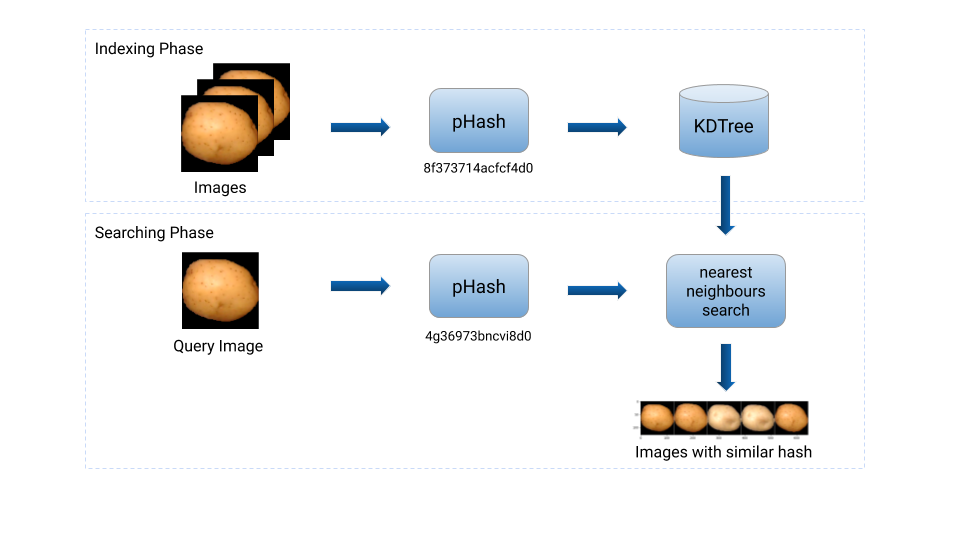 Indexing Phase
pHash
KDTree
8f373714acfcf4d0
Images
Searching Phase
nearest
neighbours
search
pHash
4g36973bncvi8d0
Query Image
Images with similar hash